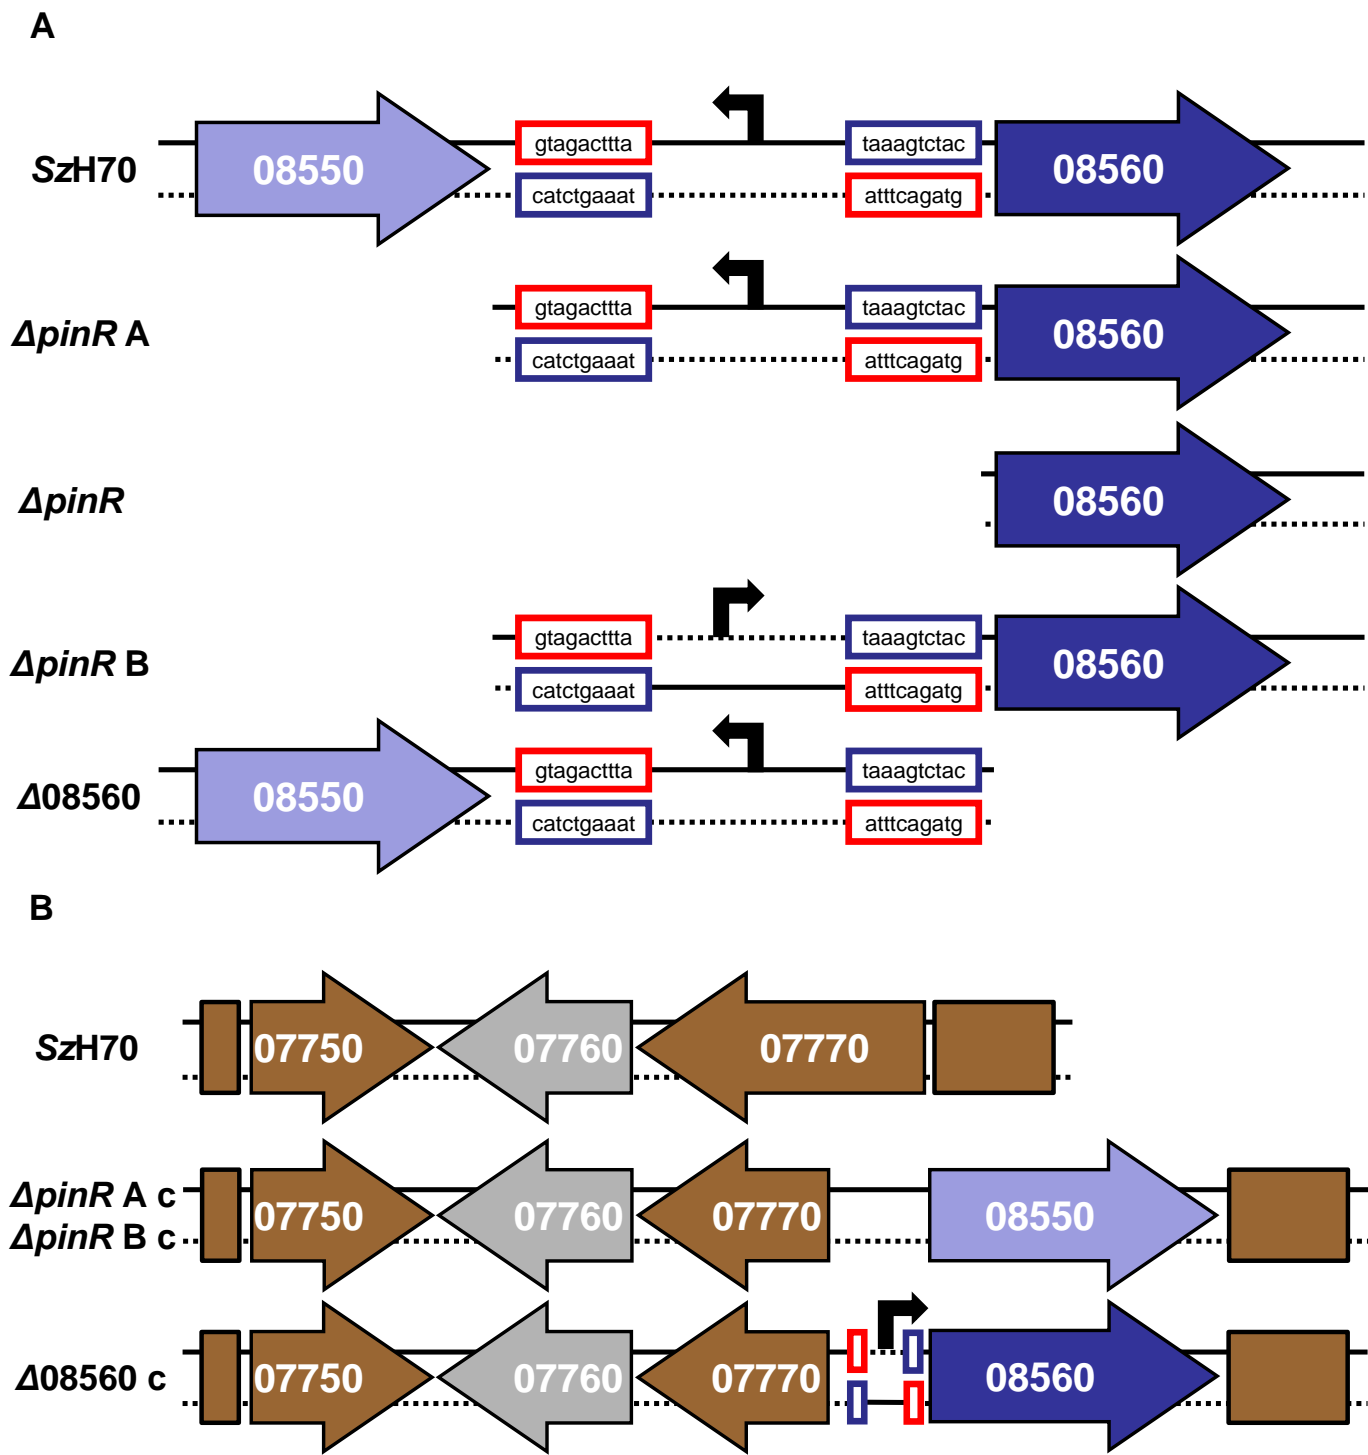 A
SzH70
08550
gtagacttta
taaagtctac
catctgaaat
atttcagatg
08560
ΔpinR A
gtagacttta
taaagtctac
catctgaaat
atttcagatg
08560
ΔpinR
08560
ΔpinR B
gtagacttta
taaagtctac
catctgaaat
atttcagatg
08560
Δ08560
08550
gtagacttta
taaagtctac
catctgaaat
atttcagatg
B
SzH70
07750
07760
07770
ΔpinR A c
ΔpinR B c
07750
07760
07770
08550
Δ08560 c
07750
07760
07770
08560